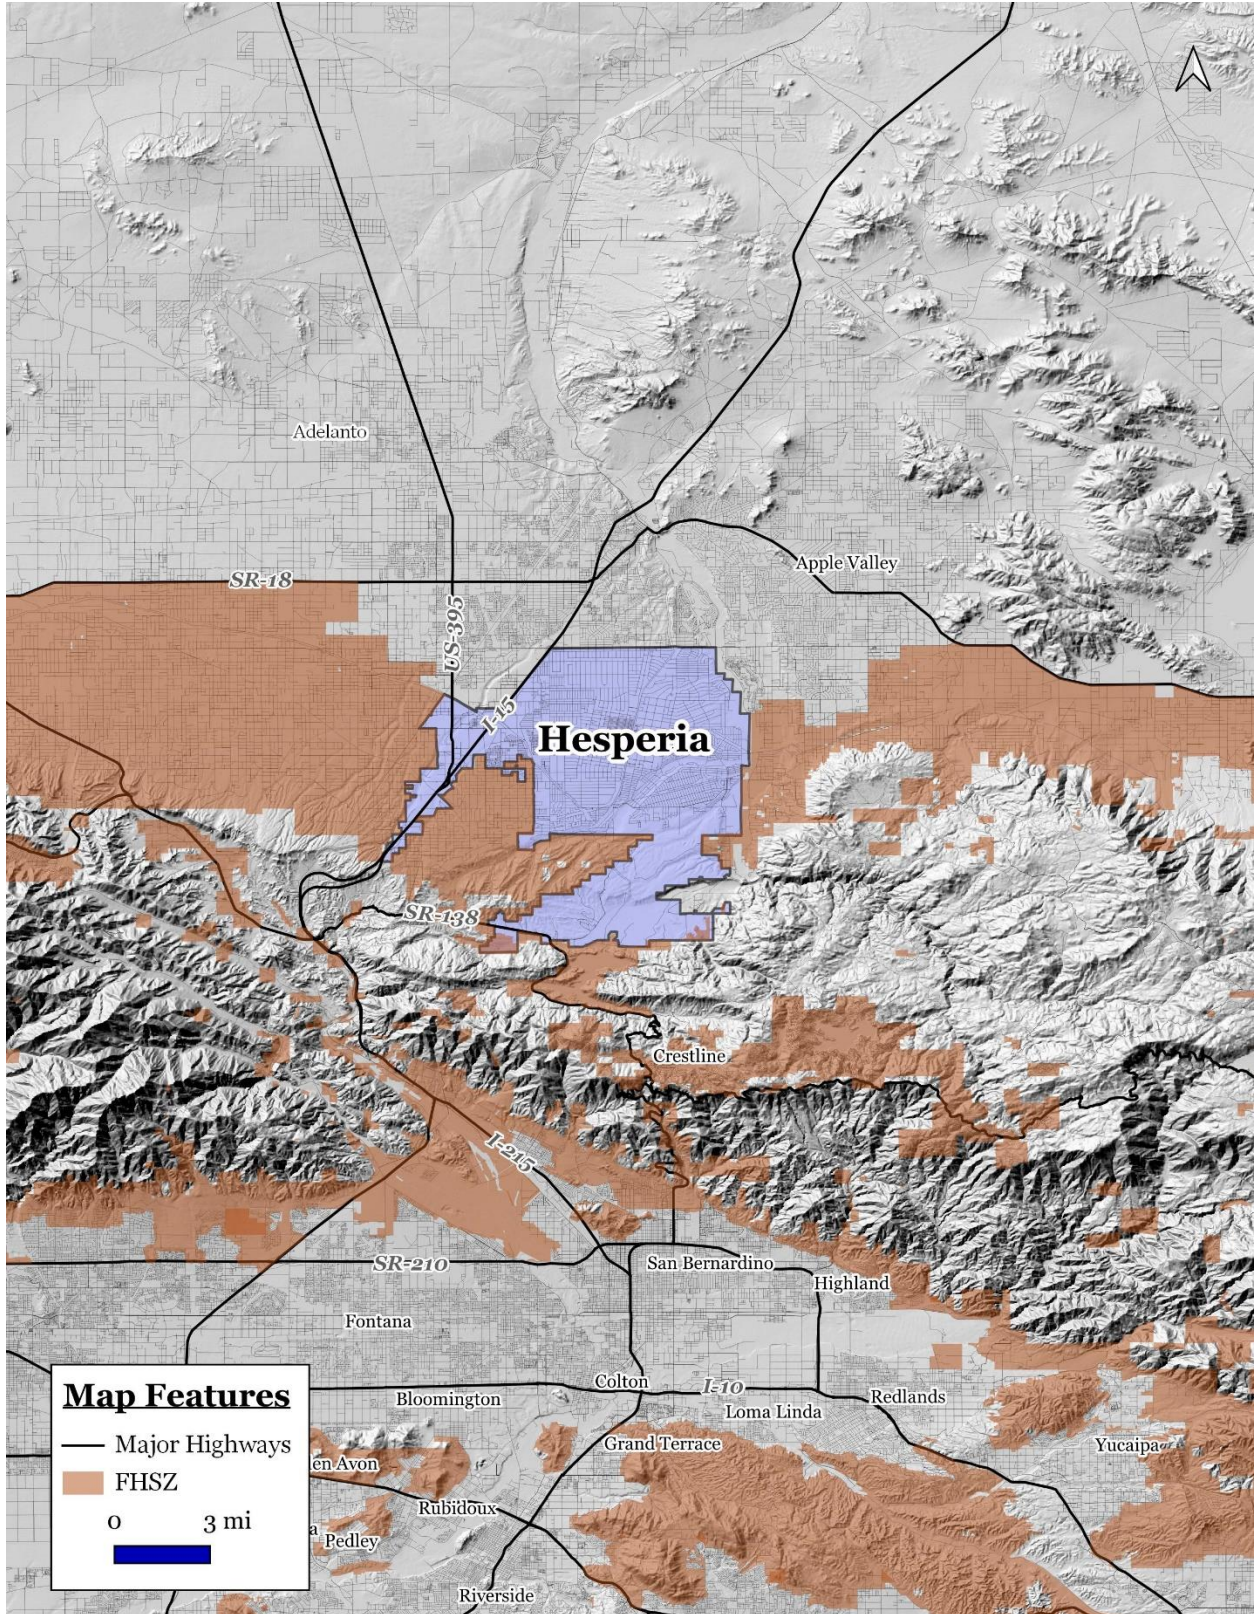 Adelanto
Apple Valley
SR-18
US-395
I-15
Hesperia
SR-138
Crestline
I-215
SR-210
San Bernardino
Highland
Fontana
Colton
I-10
Bloomington
Redlands
Loma Linda
Grand Terrace
Yucaipa
en Avon
Rubidoux
a
Pedley
Riverside
Map Features
Major Highways
FHSZ
0 3 mi